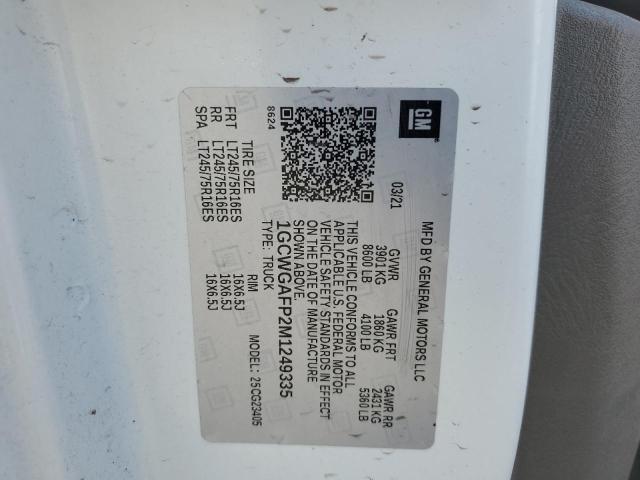 GM
MFD BY GENERAL MOTORS LLC
03/21 GVWR GAWR FRT GAWR RR
3901 KG 1860 KG 2431 KG
8600 LB 4100 LB 5360 LB
THIS VEHICLE CONFORMS TO ALL
APPLICABLE U.S. FEDERAL MOTOR
VEHICLE SAFETY STANDARDS IN EFFECT
ON THE DATE OF MANUFACTURE
SHOWN ABOVE.
1GCWGAFP2M1249335
8624 TYPE: TRUCK MODEL: 25CG23405
TIRE SIZE RIM
FRT LT245/75R16ES 16X6.5J
RR LT245/75R16ES 16X6.5J
SPA LT245/75R16ES 16X6.5J